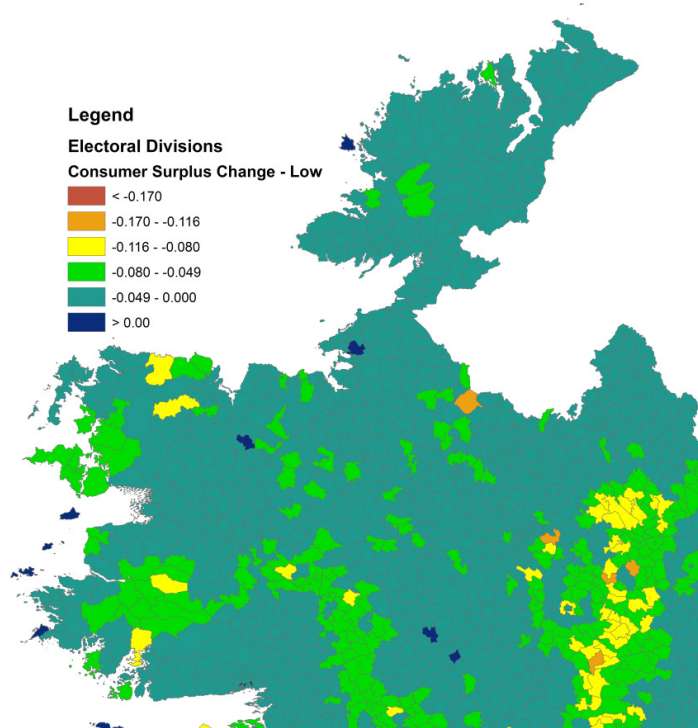 Legend
Electoral Divisions
Consumer Surplus Change - Low
< -0.170
-0.170 - -0.116
-0.116 - -0.080
-0.080 - -0.049
-0.049 - 0.000
> 0.00